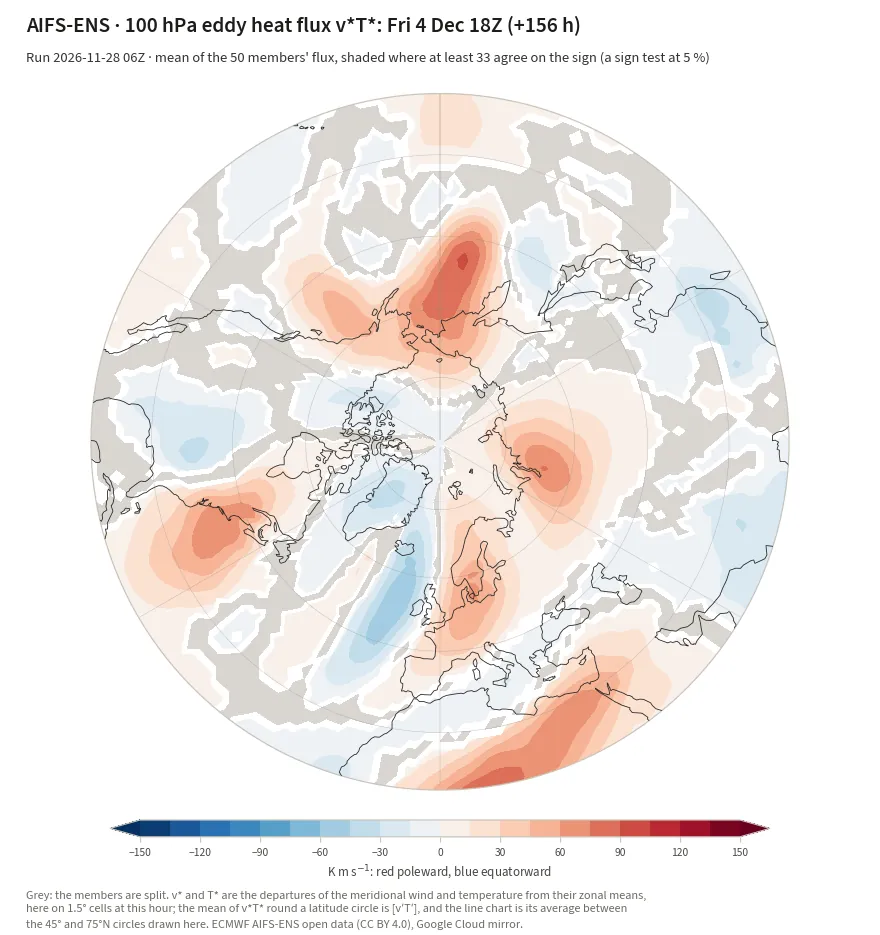 AIFS-ENS · 100 hPa eddy heat flux v*T*: Fri 4 Dec 18Z (+156 h)
Run 2026-11-28 06Z · mean of the 50 members' flux, shaded where at least 33 agree on the sign (a sign test at 5 %)
−150 −120 −90 −60 −30 0 30 60 90 120 150
K m s⁻¹: red poleward, blue equatorward
Grey: the members are split. v* and T* are the departures of the meridional wind and temperature from their zonal means,
here on 1.5° cells at this hour; the mean of v*T* round a latitude circle is [v'T'], and the line chart is its average between
the 45° and 75°N circles drawn here. ECMWF AIFS-ENS open data (CC BY 4.0), Google Cloud mirror.